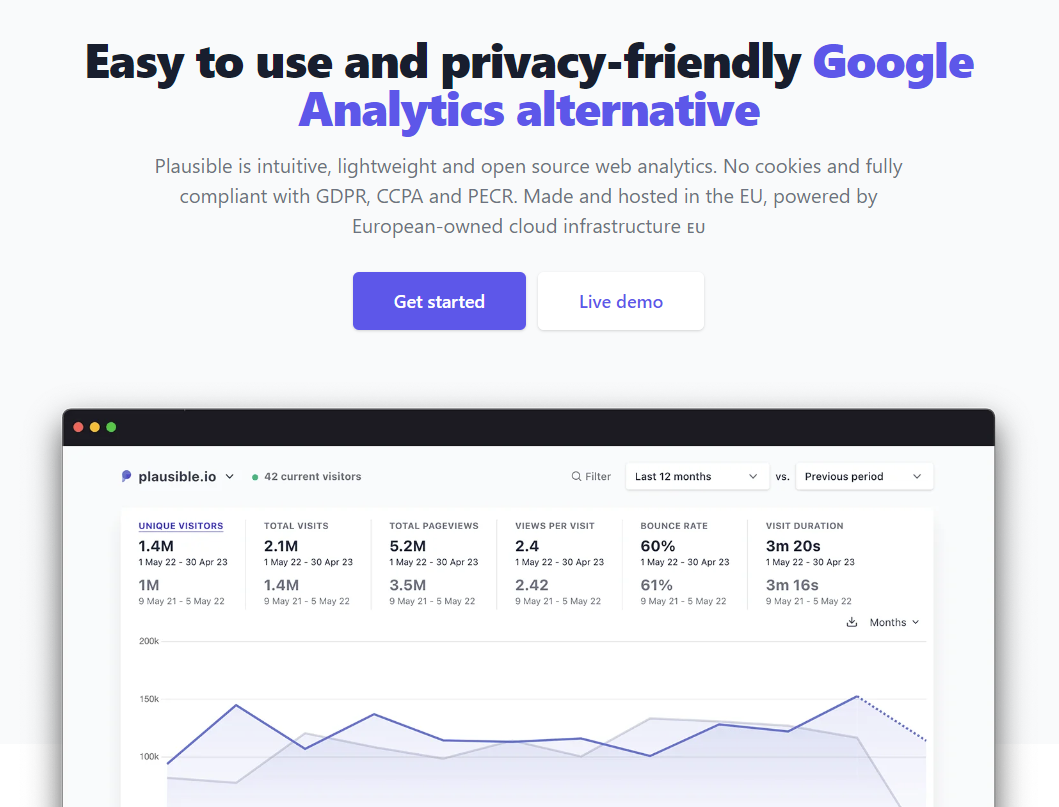 Easy to use and privacy-friendly Google
Analytics alternative
Plausible is intuitive, lightweight and open source web analytics. No cookies and fully
compliant with GDPR, CCPA and PECR. Made and hosted in the EU, powered by
European-owned cloud infrastructure EU
Get started Live demo
plausible.io 42 current visitors Filter Last 12 months vs. Previous period
UNIQUE VISITORS TOTAL VISITS TOTAL PAGEVIEWS VIEWS PER VISIT BOUNCE RATE VISIT DURATION
1.4M 2.1M 5.2M 2.4 60% 3m 20s
1 May 22 - 30 Apr 23 1 May 22 - 30 Apr 23 1 May 22 - 30 Apr 23 1 May 22 - 30 Apr 23 1 May 22 - 30 Apr 23 1 May 22 - 30 Apr 23
1M 1.4M 3.5M 2.42 61% 3m 16s
9 May 21 - 5 May 22 9 May 21 - 5 May 22 9 May 21 - 5 May 22 9 May 21 - 5 May 22 9 May 21 - 5 May 22 9 May 21 - 5 May 22
Months
200k
150k
100k